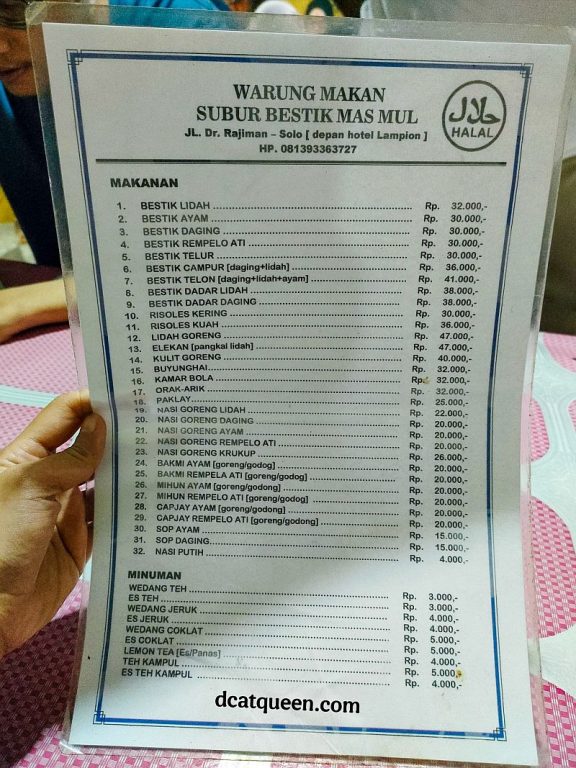 WARUNG MAKAN
SUBUR BESTIK MAS MUL
JL. Dr. Rajiman – Solo [ depan hotel Lampion ]
HP. 081393363727
حلال
HALAL
MAKANAN
1. BESTIK LIDAH Rp. 32.000,-
2. BESTIK AYAM Rp. 30.000,-
3. BESTIK DAGING Rp. 30.000,-
4. BESTIK REMPELO ATI Rp. 30.000,-
5. BESTIK TELUR Rp. 30.000,-
6. BESTIK CAMPUR [daging+lidah] Rp. 36.000,-
7. BESTIK TELON [daging+lidah+ayam] Rp. 41.000,-
8. BESTIK DADAR LIDAH Rp. 38.000,-
9. BESTIK DADAR DAGING Rp. 38.000,-
10. RISOLES KERING Rp. 30.000,-
11. RISOLES KUAH Rp. 36.000,-
12. LIDAH GORENG Rp. 47.000,-
13. ELEKAN [pangkal lidah] Rp. 47.000,-
14. KULIT GORENG Rp. 40.000,-
15. BUYUNGHAI Rp. 32.000,-
16. KAMAR BOLA Rp. 32.000,-
17. ORAK-ARIK Rp. 32.000,-
18. PAKLAY Rp. 25.000,-
19. NASI GORENG LIDAH Rp. 22.000,-
20. NASI GORENG DAGING Rp. 20.000,-
21. NASI GORENG AYAM Rp. 20.000,-
22. NASI GORENG REMPELO ATI Rp. 20.000,-
23. NASI GORENG KRUKUP Rp. 26.000,-
24. BAKMI AYAM [goreng/godog] Rp. 20.000,-
25. BAKMI REMPELA ATI [goreng/godog] Rp. 20.000,-
26. MIHUN AYAM [goreng/godong] Rp. 20.000,-
27. MIHUN REMPELO ATI [goreng/godog] Rp. 20.000,-
28. CAPJAY AYAM [goreng/godong] Rp. 20.000,-
29. CAPJAY REMPELO ATI [goreng/godong] Rp. 20.000,-
30. SOP AYAM Rp. 15.000,-
31. SOP DAGING Rp. 15.000,-
32. NASI PUTIH Rp. 4.000,-
MINUMAN
WEDANG TEH Rp. 3.000,-
ES TEH Rp. 3.000,-
WEDANG JERUK Rp. 4.000,-
ES JERUK Rp. 4.000,-
WEDANG COKLAT Rp. 5.000,-
ES COKLAT Rp. 5.000,-
LEMON TEA [Es/Panas] Rp. 4.000,-
TEH KAMPUL Rp. 5.000,-
ES TEH KAMPUL Rp. 4.000,-
dcatqueen.com